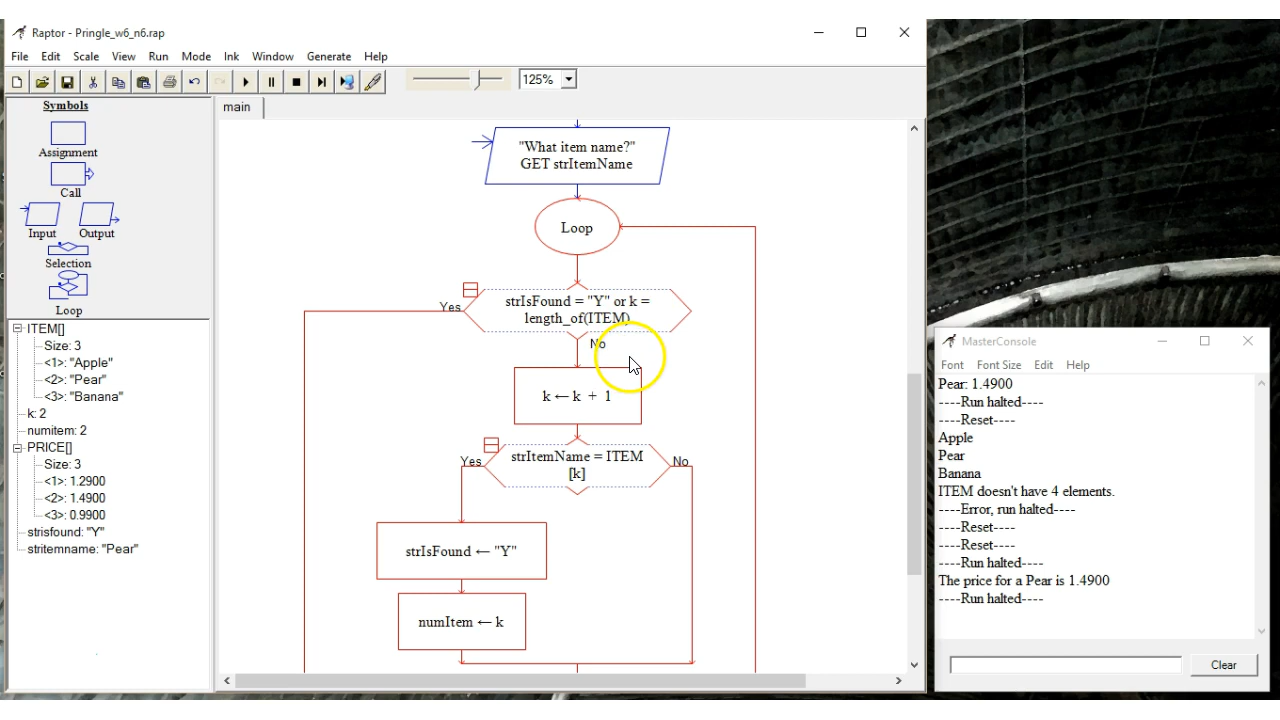 Raptor - Pringle_w6_n6.rap
File Edit Scale View Run Mode Ink Window Generate Help
125%
Symbols
Assignment
Call
Input Output
Selection
Loop
ITEM[]
Size: 3
<1>: "Apple"
<2>: "Pear"
<3>: "Banana"
k: 2
numitem: 2
PRICE[]
Size: 3
<1>: 1.2900
<2>: 1.4900
<3>: 0.9900
strisfound: "Y"
stritemname: "Pear"
main
"What item name?"
GET strItemName
Loop
strIsFound = "Y" or k =
length_of(ITEM)
Yes
No
k ← k + 1
strItemName = ITEM
[k]
Yes
No
strIsFound ← "Y"
numItem ← k
MasterConsole
Font Font Size Edit Help
Pear: 1.4900
----Run halted----
----Reset----
Apple
Pear
Banana
ITEM doesn't have 4 elements.
----Error, run halted----
----Reset----
----Reset----
----Run halted----
The price for a Pear is 1.4900
----Run halted----
Clear